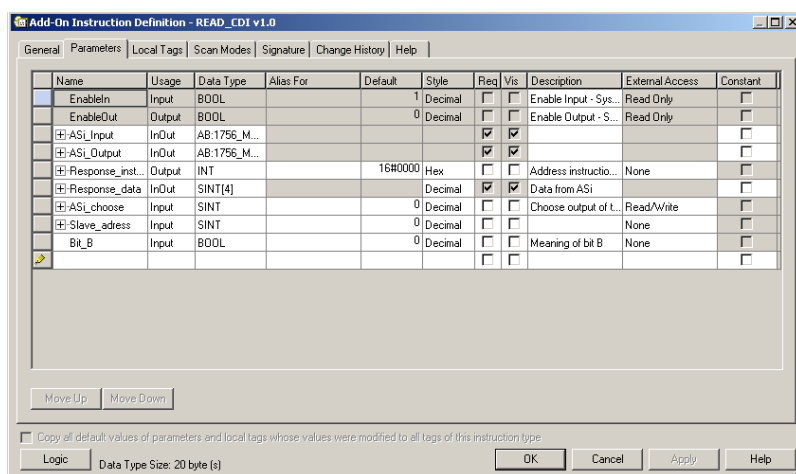 Add-On Instruction Definition - READ_CDI v1.0
General Parameters Local Tags Scan Modes Signature Change History Help
Name Usage Data Type Alias For Default Style Req Vis Description External Access Constant
EnableIn Input BOOL 1 Decimal Enable Input - Sys... Read Only
EnableOut Output BOOL 0 Decimal Enable Output - S... Read Only
ASi_Input InOut AB:1756_M...
ASi_Output InOut AB:1756_M...
Response_inst... Output INT 16#0000 Hex Address instructio... None
Response_data InOut SINT[4] Decimal Data from ASi
ASi_choose Input SINT 0 Decimal Choose output of t... Read/Write
Slave_adress Input SINT 0 Decimal None
Bit_B Input BOOL 0 Decimal Meaning of bit B None
Move Up Move Down
Copy all default values of parameters and local tags whose values were modified to all tags of this instruction type
Logic Data Type Size: 20 byte (s) OK Cancel Apply Help